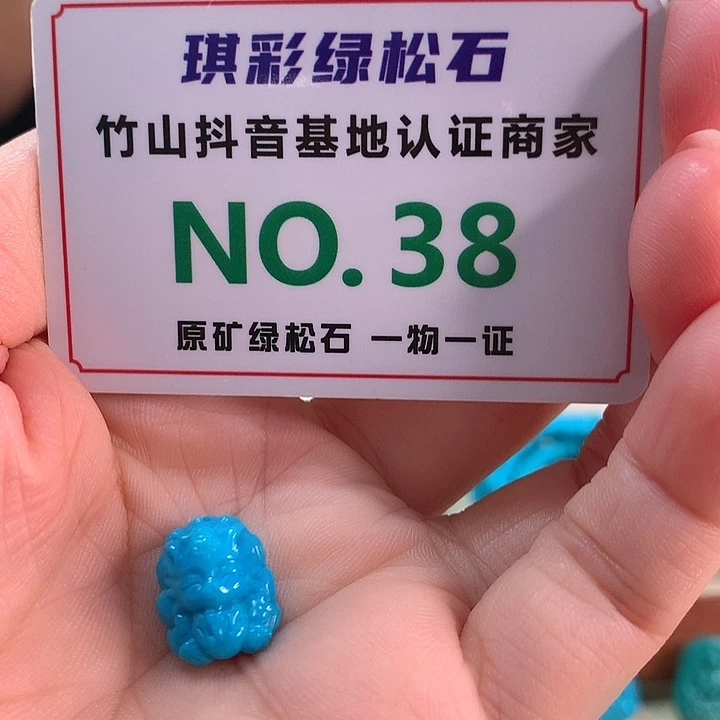 琪彩绿松石
竹山抖音基地认证商家
NO. 38
原矿绿松石 一物一证